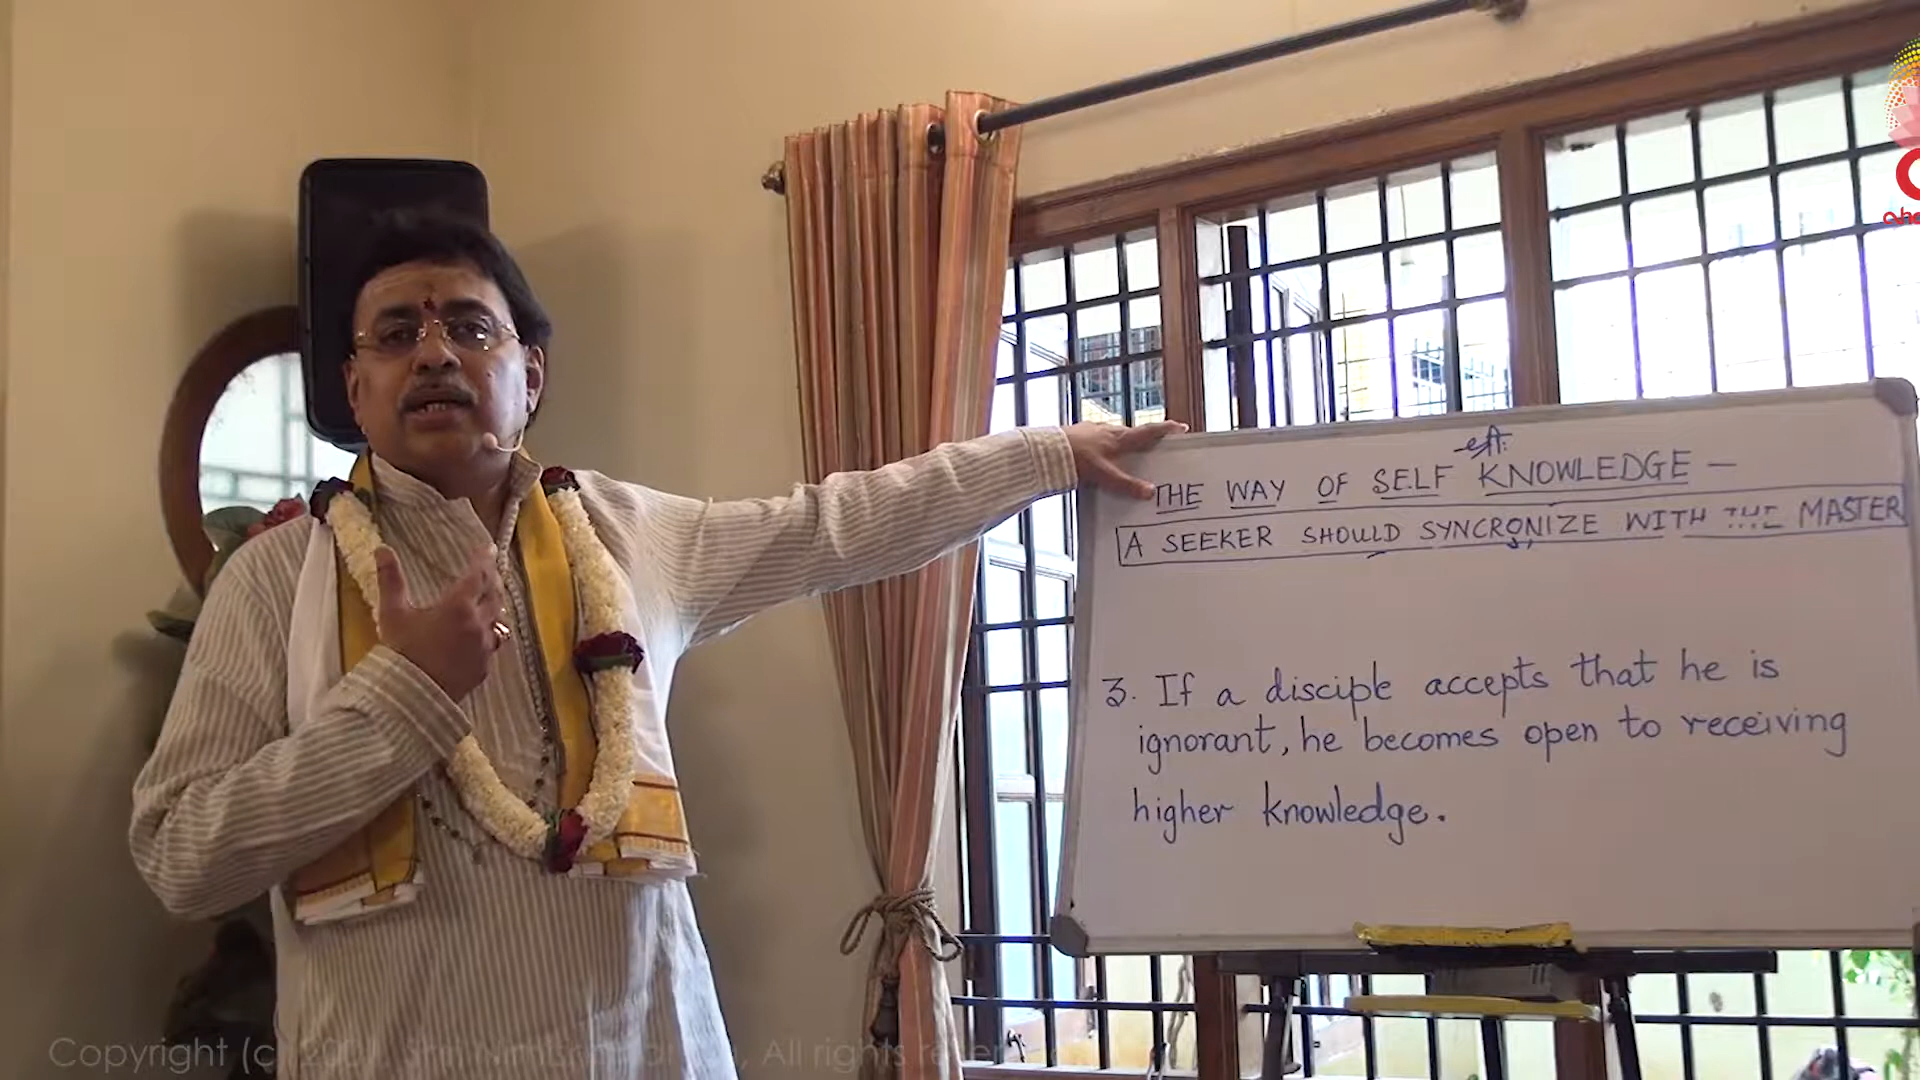 THE WAY OF SELF KNOWLEDGE —
A SEEKER SHOULD SYNCRONIZE WITH THE MASTER
3. If a disciple accepts that he is
ignorant, he becomes open to receiving
higher knowledge.
Copyright (c) All rights